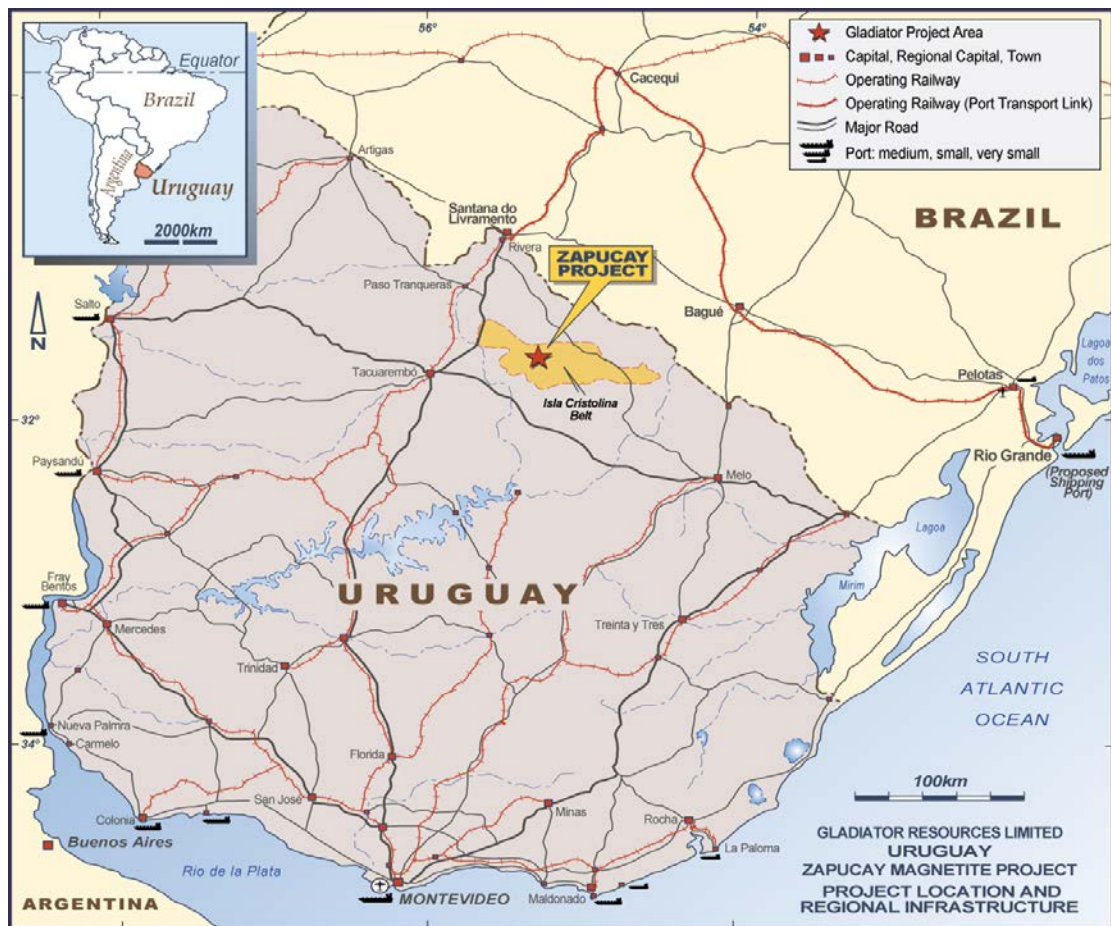 Equator
Brazil
Argentina
Uruguay
2000km
56°
54°
Gladiator Project Area
Capital, Regional Capital, Town
Operating Railway
Operating Railway (Port Transport Link)
Major Road
Port: medium, small, very small
Cacequi
Artigas
Santana do
Livramento
Rivera
BRAZIL
ZAPUCAY
PROJECT
Paso Tranqueras
N
Salto
Bagué
Lagoa
dos
Patos
Tacuarembó
Pelotas
Isla Cristolina
Belt
32°
Rio Grande
(Proposed
Shipping
Port)
Paysandú
Melo
Lagoa
Mirim
Fray
Bentos
URUGUAY
Mercedes
Treinta y Tres
Trinidad
SOUTH
ATLANTIC
OCEAN
Nueva Palmra
Carmelo
34°
Florida
100km
San José
Minas
Colonia
Rocha
Buenos Aires
La Paloma
Rio de la Plata
MONTEVIDEO
Maldonado
ARGENTINA
GLADIATOR RESOURCES LIMITED
URUGUAY
ZAPUCAY MAGNETITE PROJECT
PROJECT LOCATION AND
REGIONAL INFRASTRUCTURE